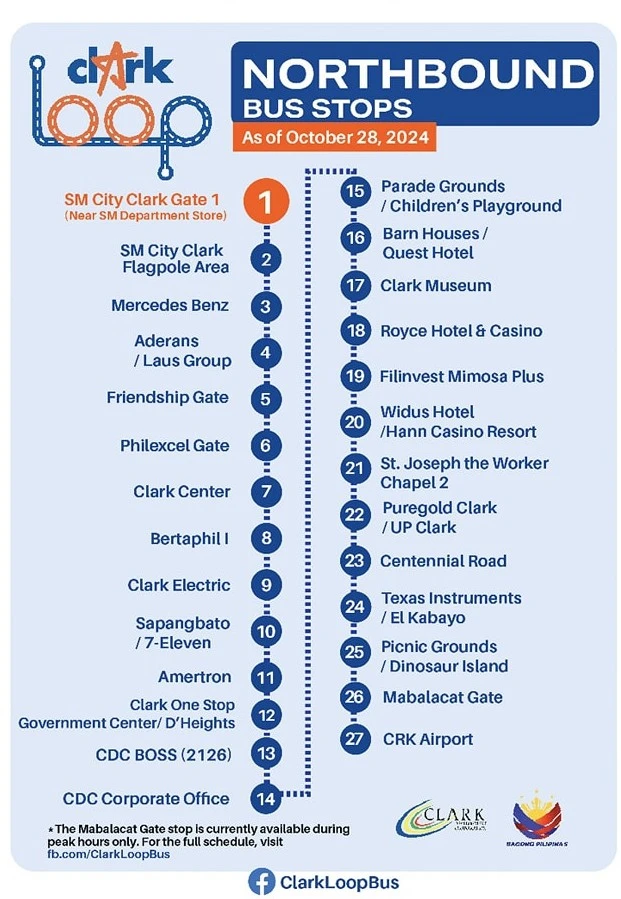 clArk
Loop
NORTHBOUND
BUS STOPS
As of October 28, 2024
SM City Clark Gate 1
(Near SM Department Store)
1
SM City Clark
Flagpole Area
2
Mercedes Benz
3
Aderans
/ Laus Group
4
Friendship Gate
5
Philexcel Gate
6
Clark Center
7
Bertaphil I
8
Clark Electric
9
Sapangbato
/ 7-Eleven
10
Amertron
11
Clark One Stop
Government Center/ D'Heights
12
CDC BOSS (2126)
13
CDC Corporate Office
14
15
Parade Grounds
/ Children's Playground
16
Barn Houses /
Quest Hotel
17
Clark Museum
18
Royce Hotel & Casino
19
Filinvest Mimosa Plus
20
Widus Hotel
/Hann Casino Resort
21
St. Joseph the Worker
Chapel 2
22
Puregold Clark
/ UP Clark
23
Centennial Road
24
Texas Instruments
/ El Kabayo
25
Picnic Grounds
/ Dinosaur Island
26
Mabalacat Gate
27
CRK Airport
* The Mabalacat Gate stop is currently available during
peak hours only. For the full schedule, visit
fb.com/ClarkLoopBus
CLARK
BAGONG PILIPINAS
ClarkLoopBus